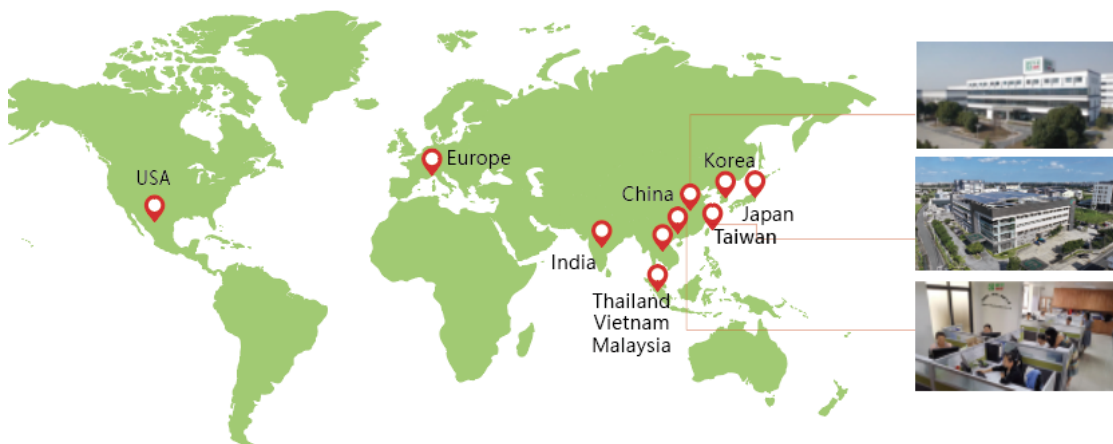 USA
Europe
Korea
China
Japan
Taiwan
India
Thailand
Vietnam
Malaysia